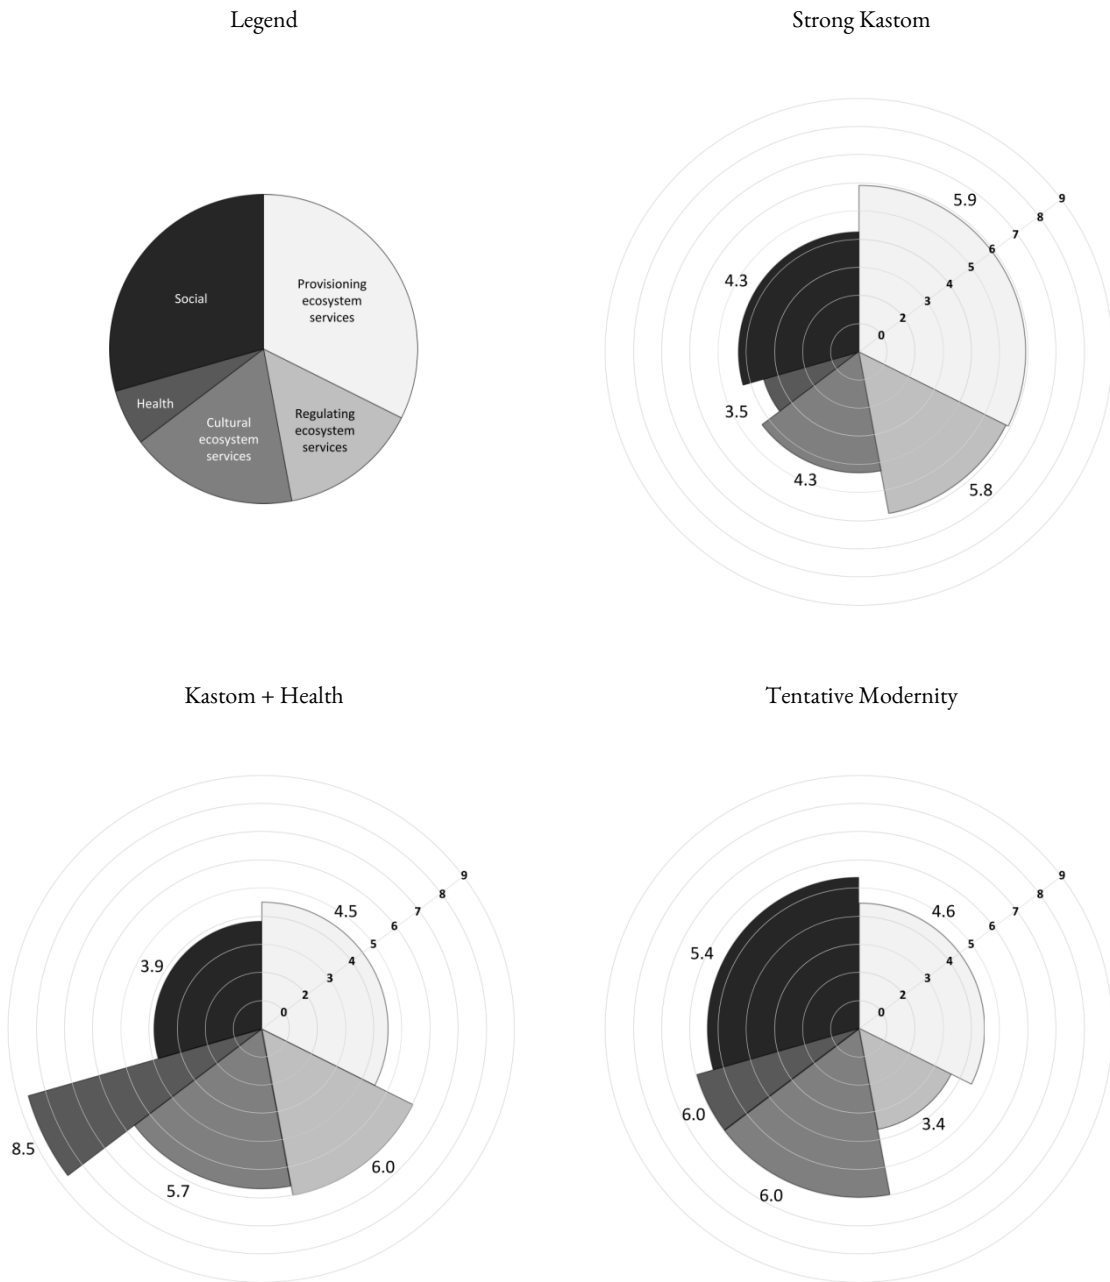 Legend
Social
Provisioning
ecosystem
services
Health
Cultural
ecosystem
services
Regulating
ecosystem
services
Strong Kastom
5.9
9
8
7
6
5
4
3
2
0
4.3
3.5
4.3
5.8
Kastom + Health
4.5
9
8
7
6
5
4
3
2
0
3.9
8.5
5.7
6.0
Tentative Modernity
4.6
9
8
7
6
5
4
3
2
0
5.4
6.0
6.0
3.4